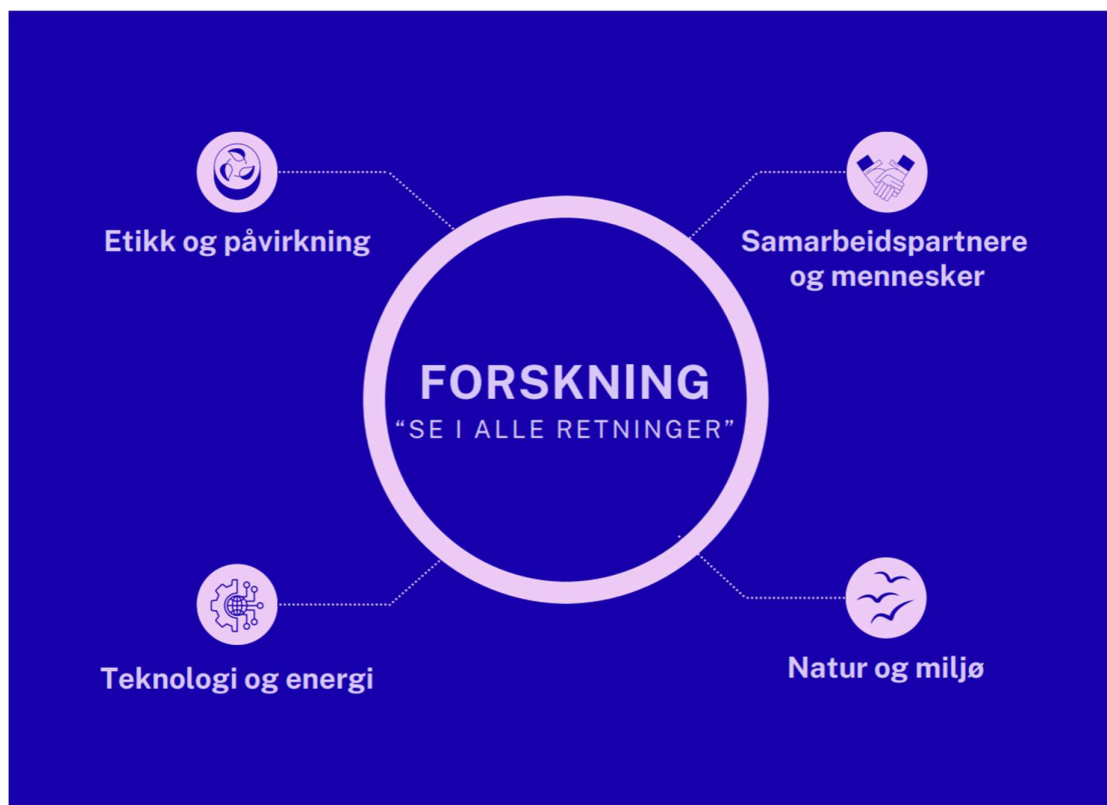 Etikk og påvirkning
Samarbeidspartnere
og mennesker
FORSKNING
“SE I ALLE RETNINGER”
Teknologi og energi
Natur og miljø